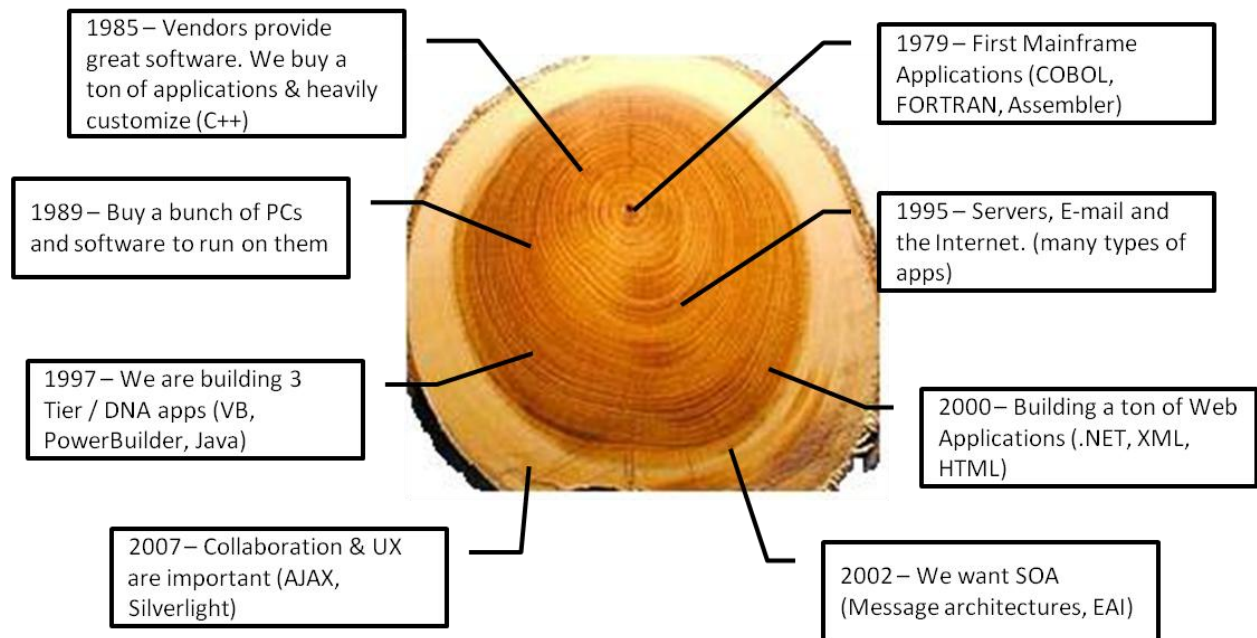 1985 – Vendors provide
great software. We buy a
ton of applications & heavily
customize (C++)
1979 – First Mainframe
Applications (COBOL,
FORTRAN, Assembler)
1989 – Buy a bunch of PCs
and software to run on them
1995 – Servers, E-mail and
the Internet. (many types of
apps)
1997 – We are building 3
Tier / DNA apps (VB,
PowerBuilder, Java)
2000 – Building a ton of Web
Applications (.NET, XML,
HTML)
2007 – Collaboration & UX
are important (AJAX,
Silverlight)
2002 – We want SOA
(Message architectures, EAI)